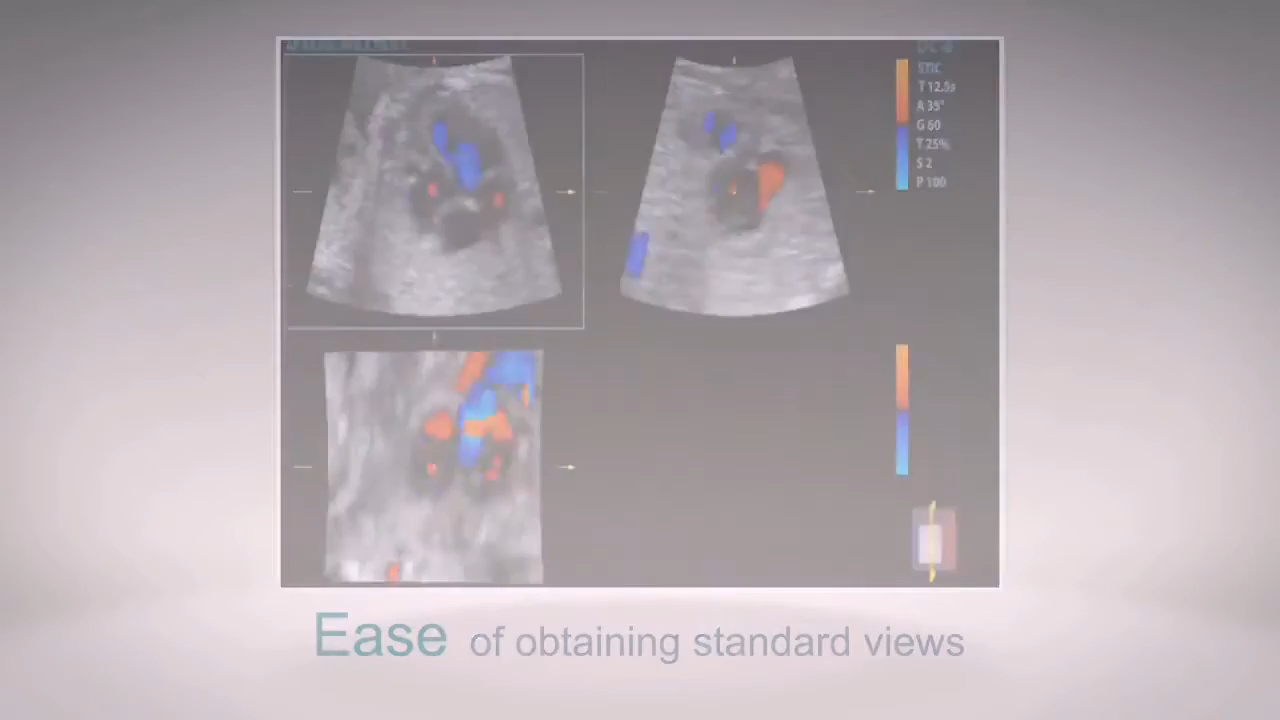 STIC
T 12.5s
A 35°
G 60
T 25%
S 2
P 100
Ease of obtaining standard views